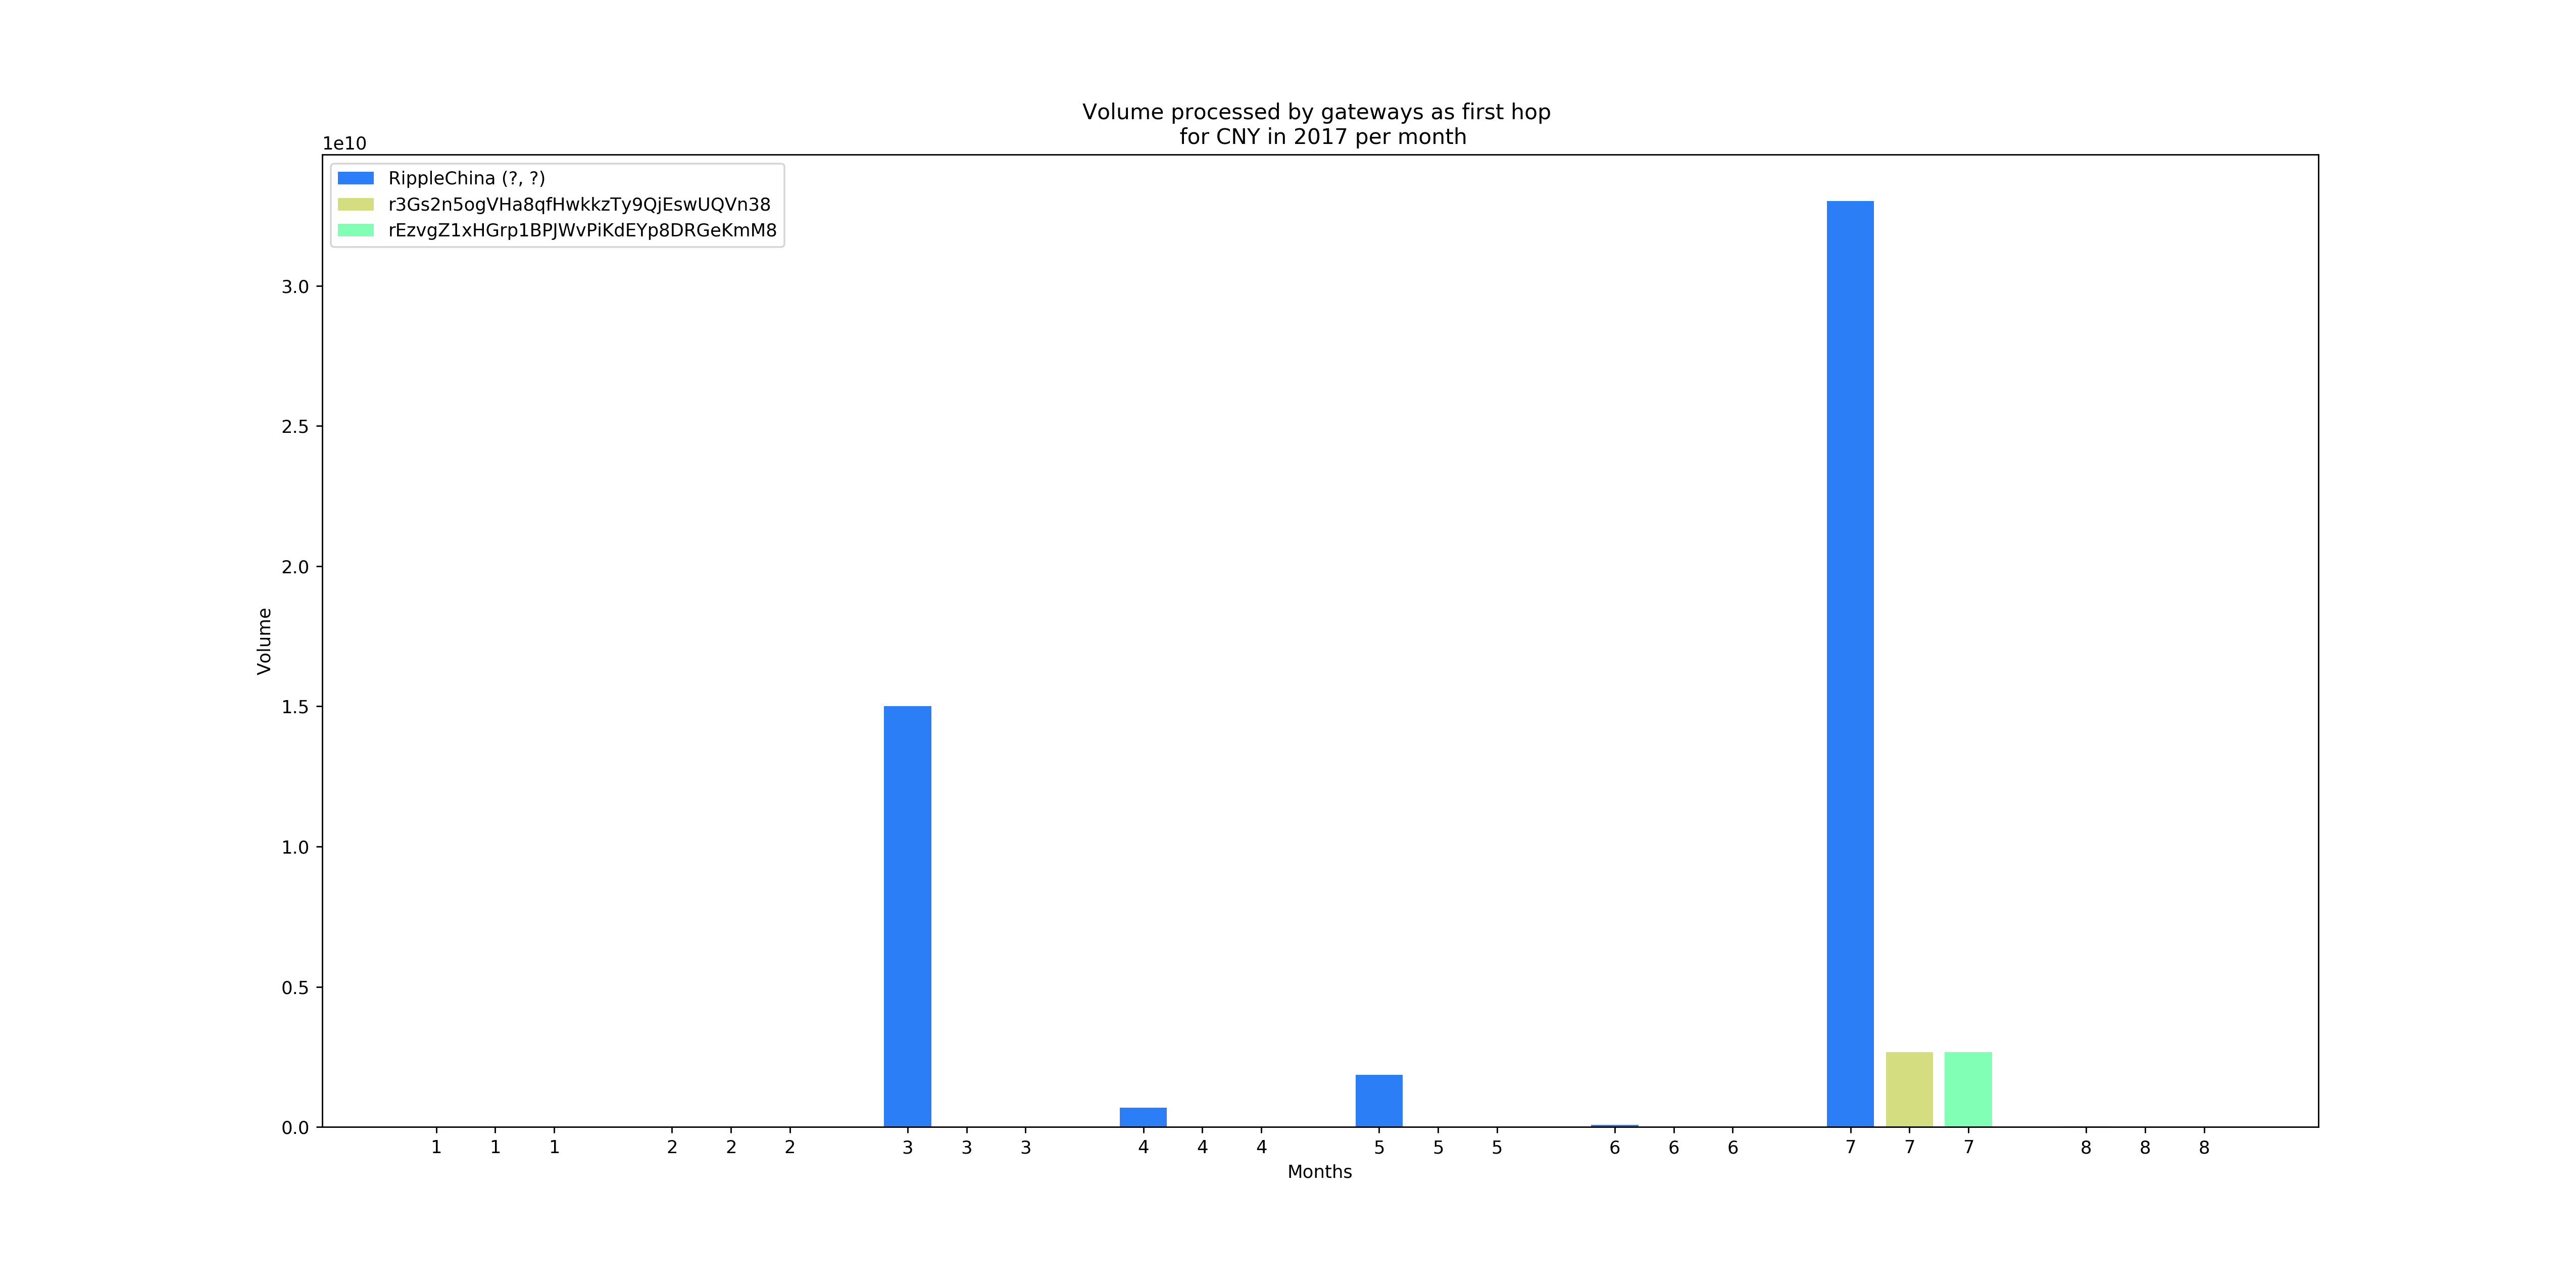 Volume processed by gateways as first hop
for CNY in 2017 per month
1e10
RippleChina (?, ?)
r3Gs2n5ogVHa8qfHwkkzTy9QjEswUQVn38
rEzvgZ1xHGrp1BPJWvPiKdEYp8DRGeKmM8
3.0
2.5
2.0
1.5
1.0
0.5
0.0
Volume
1 1 1 2 2 2 3 3 3 4 4 4 5 5 5 6 6 6 7 7 7 8 8 8
Months